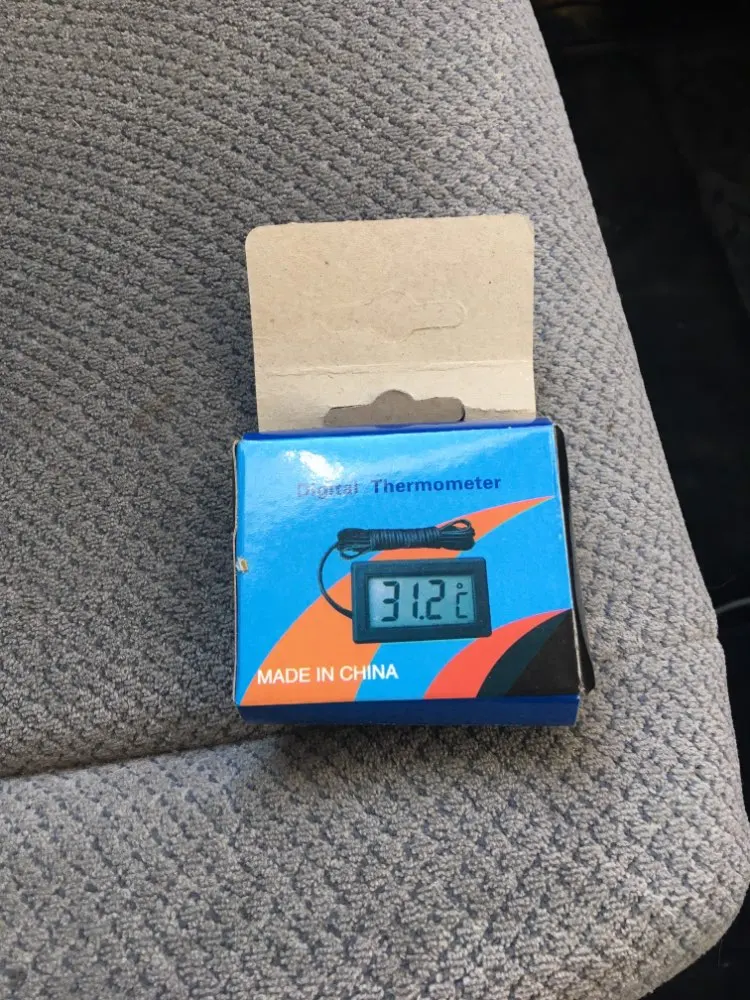 Digital Thermometer
31.2°C
MADE IN CHINA